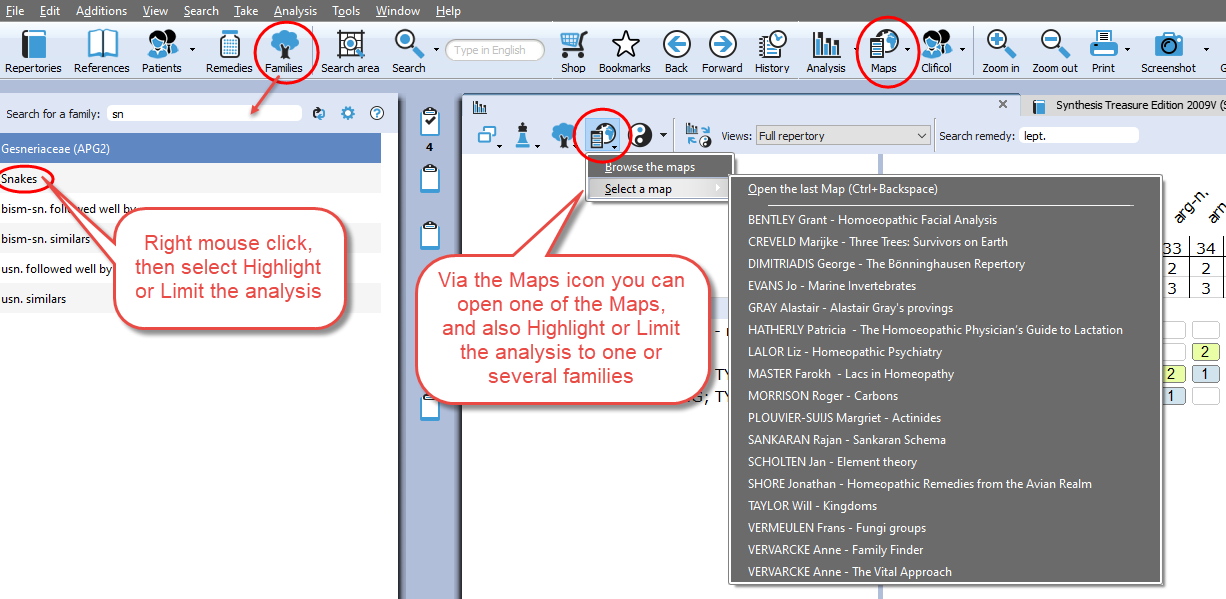 File Edit Additions View Search Take Analysis Tools Window Help
Type in English
Repertories References Patients Remedies Families Search area Search Shop Bookmarks Back Forward History Analysis Maps Clificol Zoom in Zoom out Print Screenshot
Search for a family: sn
Gesneriaceae (APG2)
Snakes
bism-sn. followed well by
bism-sn. similars
usn. followed well by
usn. similars
Right mouse click,
then select Highlight
or Limit the analysis
4
Synthesis Treasure Edition 2009V (S
Views: Full repertory
Search remedy: lept.
Browse the maps
Select a map
Via the Maps icon you can
open one of the Maps,
and also Highlight or Limit
the analysis to one or
several families
Open the last Map (Ctrl+Backspace)
BENTLEY Grant - Homoeopathic Facial Analysis
CREVELD Marijke - Three Trees: Survivors on Earth
DIMITRIADIS George - The Bönninghausen Repertory
EVANS Jo - Marine Invertebrates
GRAY Alastair - Alastair Gray's provings
HATHERLY Patricia - The Homoeopathic Physician's Guide to Lactation
LALOR Liz - Homeopathic Psychiatry
MASTER Farokh - Lacs in Homeopathy
MORRISON Roger - Carbons
PLOUVIER-SUIJS Margriet - Actinides
SANKARAN Rajan - Sankaran Schema
SCHOLTEN Jan - Element theory
SHORE Jonathan - Homeopathic Remedies from the Avian Realm
TAYLOR Will - Kingdoms
VERMEULEN Frans - Fungi groups
VERVARCKE Anne - Family Finder
VERVARCKE Anne - The Vital Approach
arg-n.
33 34
2 2
3 3
2
2 1
1